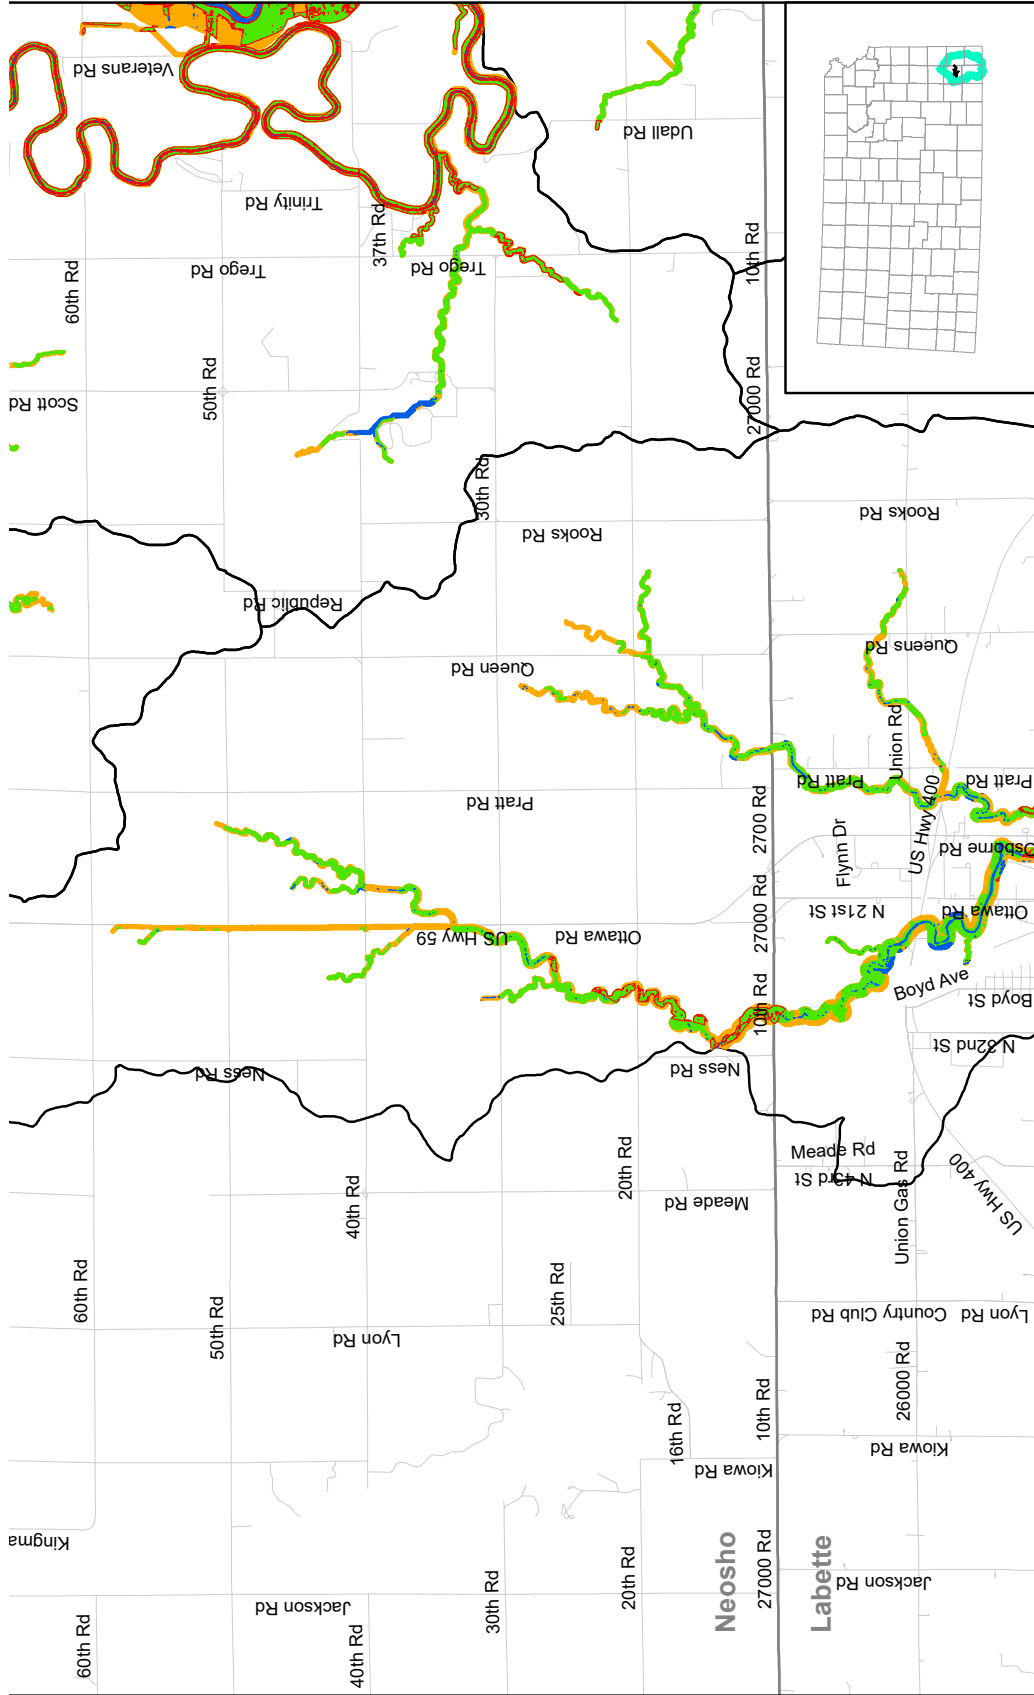 Veterans Rd
Udall Rd
Trinity Rd
37th Rd
10th Rd
60th Rd
Trego Rd
Trego Rd
50th Rd
27000 Rd
Scott Rd
30th Rd
Rooks Rd
Rooks Rd
Republic Rd
Queens Rd
Queen Rd
Union Rd
Pratt Rd
Pratt Rd
Pratt Rd
US Hwy 400
2700 Rd
Flynn Dr
Osborne Rd
27000 Rd
N 21st St
Ottawa Rd
US Hwy 59
Ottawa Rd
10th Rd
Boyd Ave
Boyd St
N 32nd St
Ness Rd
Ness Rd
Meade Rd
20th Rd
N 43rd St
40th Rd
Meade Rd
Union Gas Rd
US Hwy 400
60th Rd
25th Rd
50th Rd
Lyon Rd
Country Club Rd
Lyon Rd
26000 Rd
10th Rd
16th Rd
Kiowa Rd
Kiowa Rd
Kingma
Neosho
Labette
30th Rd
20th Rd
27000 Rd
Jackson Rd
Jackson Rd
60th Rd
40th Rd